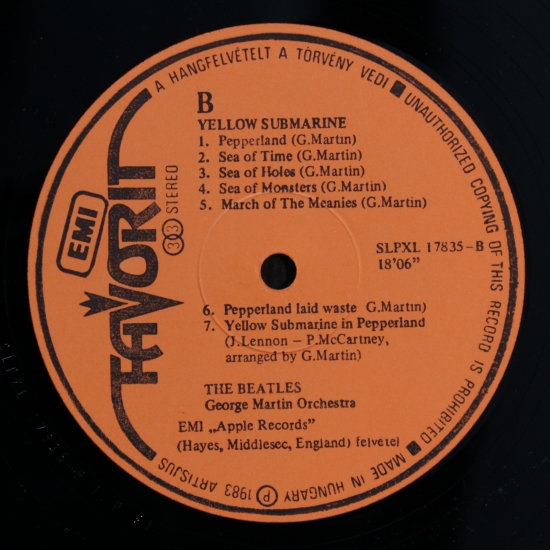 A HANGFELVÉTELT A TÖRVÉNY VEDI ■ UNAUTHORIZED COPYING OF THIS RECORD IS PROHIBITED ■ MADE IN HUNGARY Ⓟ 1983 ARTISJUS
B
YELLOW SUBMARINE
1. Pepperland (G.Martin)
2. Sea of Time (G.Martin)
3. Sea of Holes (G.Martin)
4. Sea of Monsters (G.Martin)
5. March of The Meanies (G.Martin)
EMI
FAVORIT
33 STEREO
SLPXL 17835-B
18'06"
6. Pepperland laid waste G.Martin)
7. Yellow Submarine in Pepperland
(J.Lennon – P.McCartney,
arranged by G.Martin)
THE BEATLES
George Martin Orchestra
EMI „Apple Records"
(Hayes, Middlesec, England) felvetel